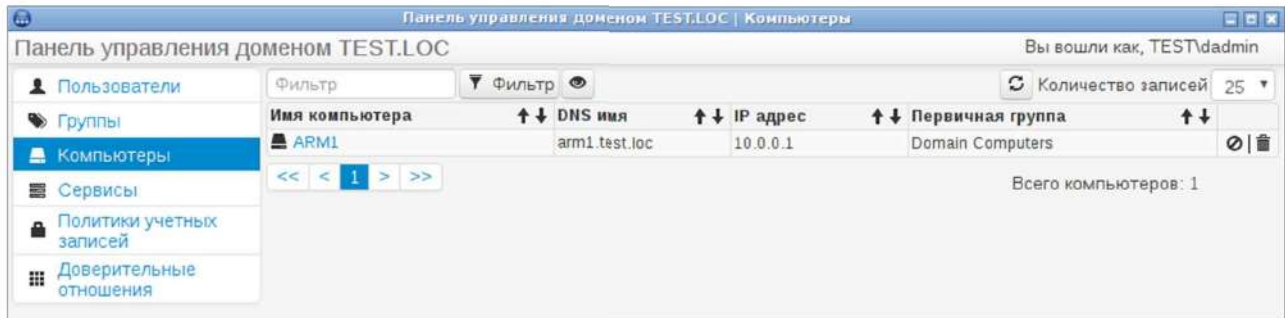 Панель управления доменом TEST.LOC | Компьютеры
Панель управления доменом TEST.LOC
Вы вошли как, TEST\dadmin
Пользователи
Группы
Компьютеры
Сервисы
Политики учетных
записей
Доверительные
отношения
Фильтр
Фильтр
Количество записей 25
Имя компьютера DNS имя IP адрес Первичная группа
ARM1 arm1.test.loc 10.0.0.1 Domain Computers
<< < 1 > >>
Всего компьютеров: 1